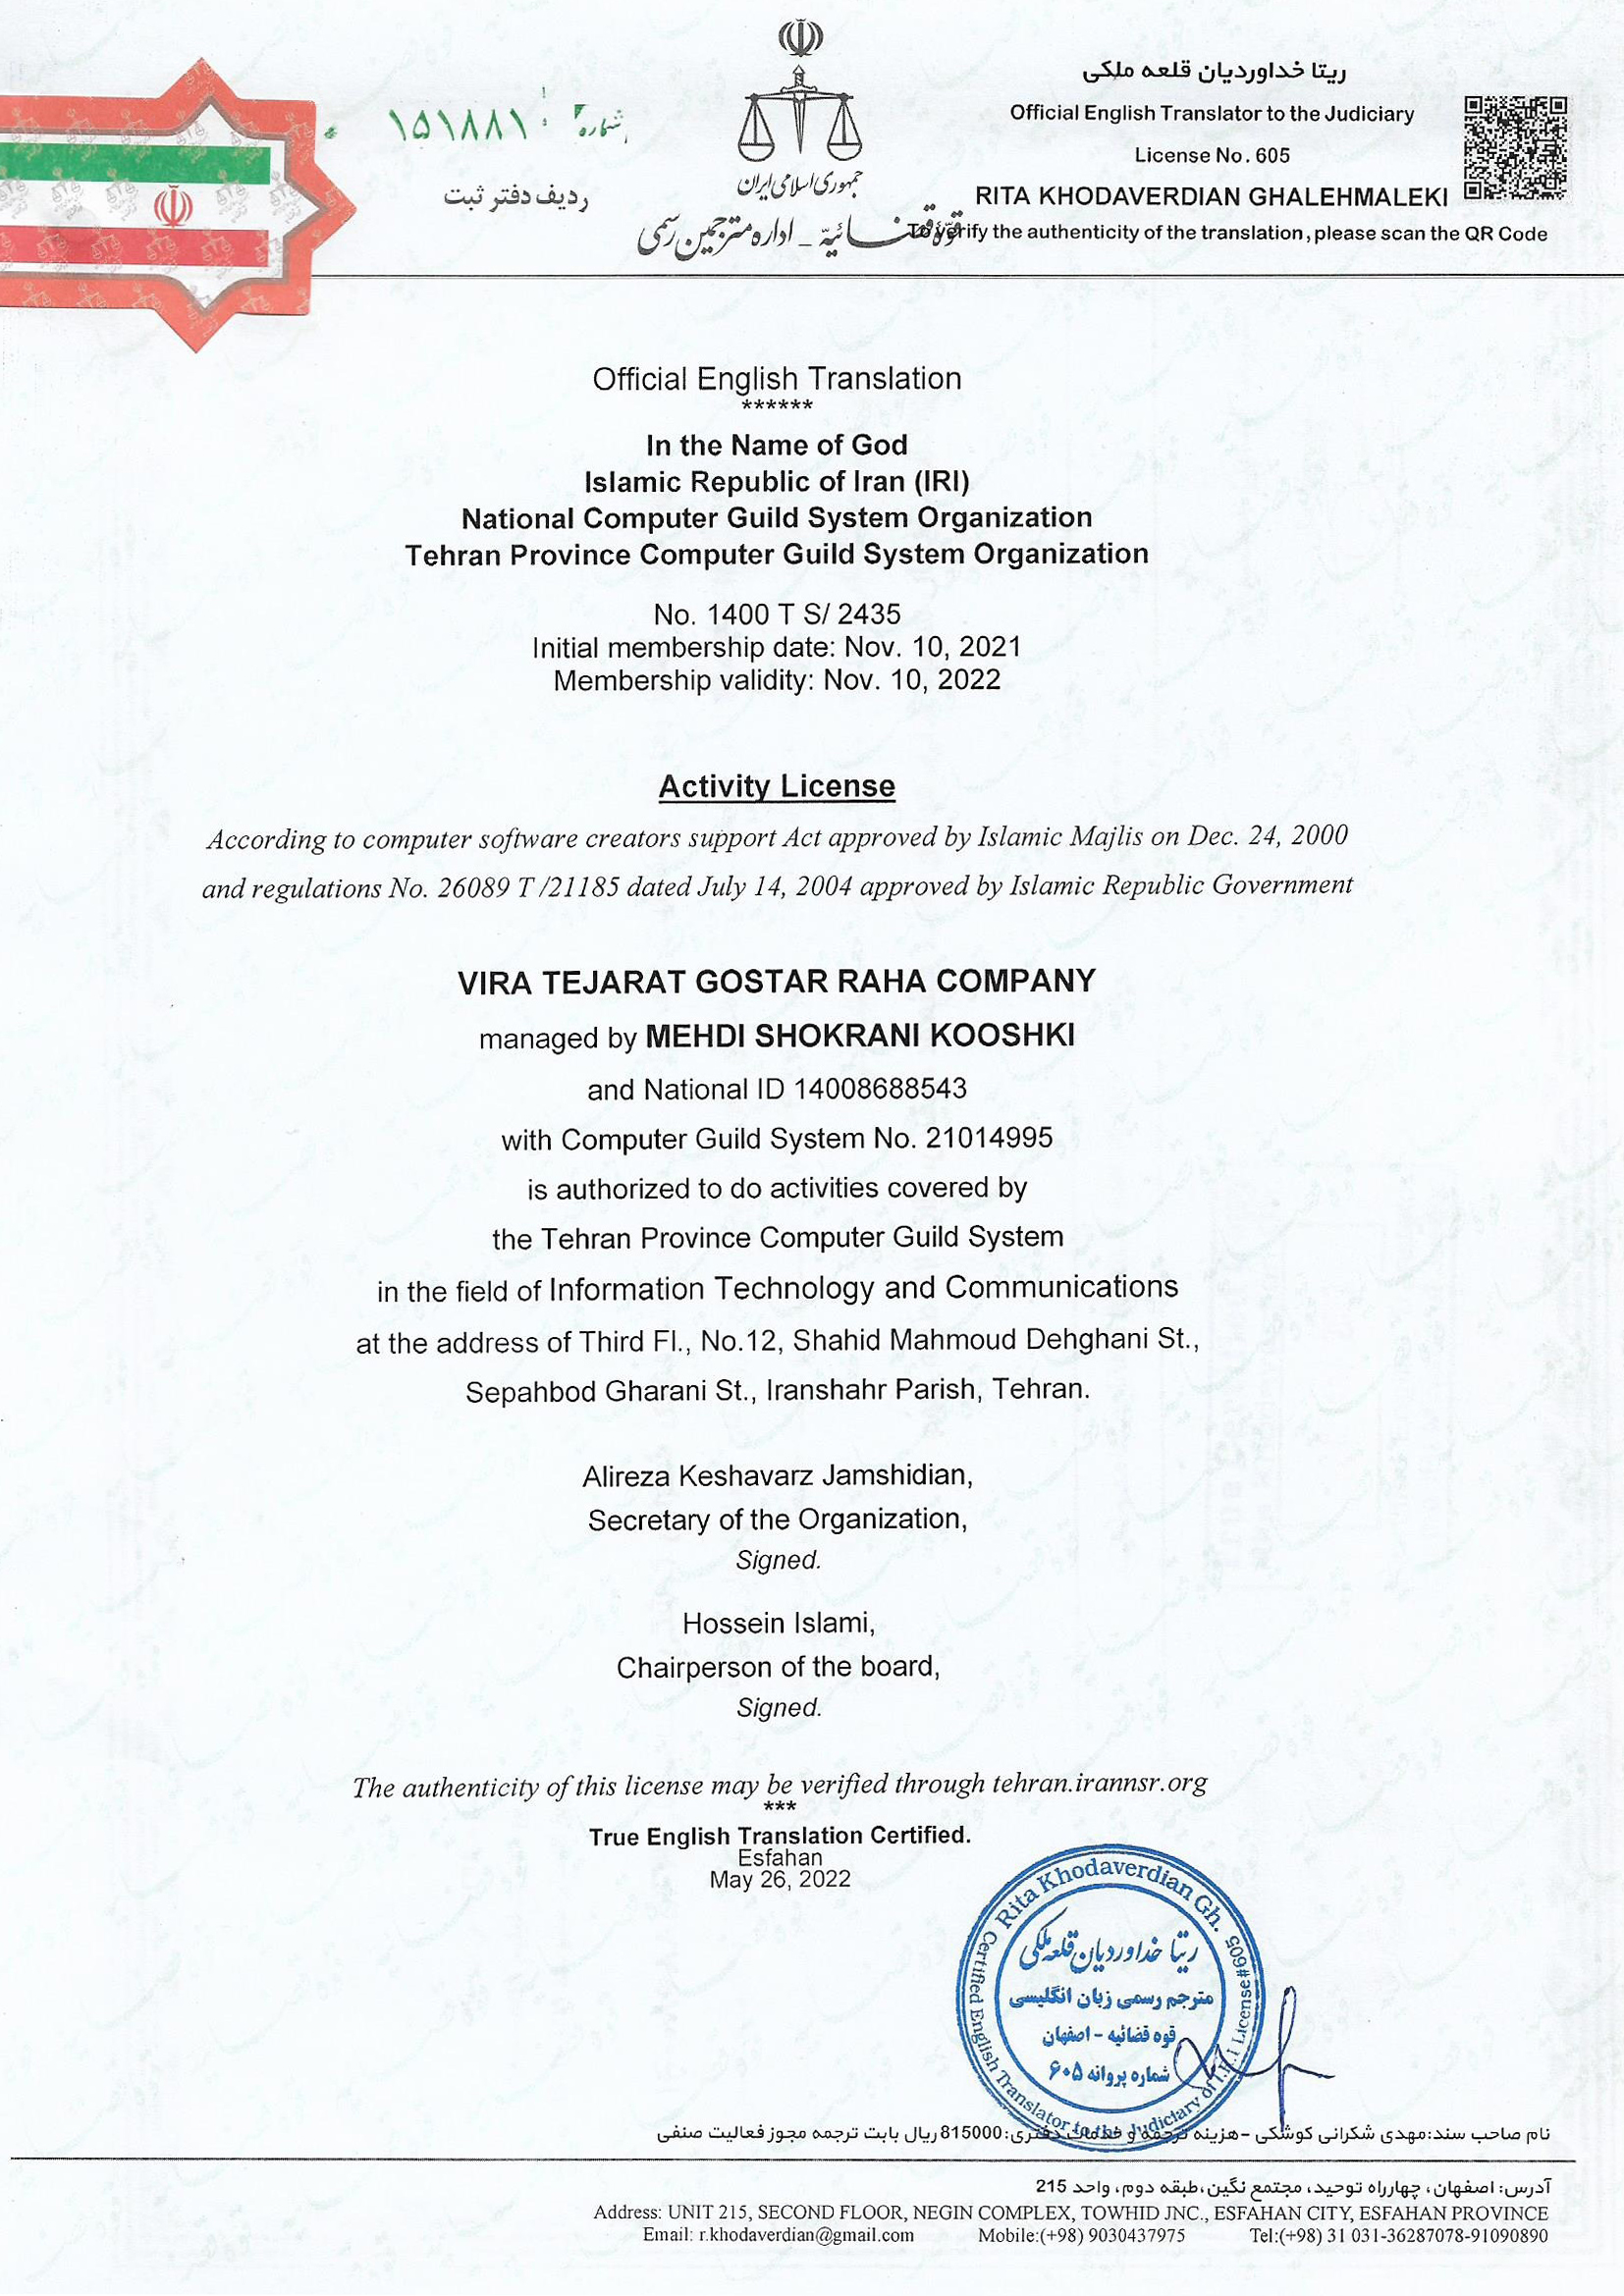 شماره: ۱۵۱۸۸۱
ردیف دفتر ثبت
جمهوری اسلامی ایران
قوّه قضائیّه - اداره مترجمین رسمی
ریتا خداوردیان قلعه ملکی
Official English Translator to the Judiciary
License No. 605
RITA KHODAVERDIAN GHALEHMALEKI
To verify the authenticity of the translation, please scan the QR Code
Official English Translation
******
In the Name of God
Islamic Republic of Iran (IRI)
National Computer Guild System Organization
Tehran Province Computer Guild System Organization
No. 1400 T S/ 2435
Initial membership date: Nov. 10, 2021
Membership validity: Nov. 10, 2022
Activity License
According to computer software creators support Act approved by Islamic Majlis on Dec. 24, 2000
and regulations No. 26089 T /21185 dated July 14, 2004 approved by Islamic Republic Government
VIRA TEJARAT GOSTAR RAHA COMPANY
managed by MEHDI SHOKRANI KOOSHKI
and National ID 14008688543
with Computer Guild System No. 21014995
is authorized to do activities covered by
the Tehran Province Computer Guild System
in the field of Information Technology and Communications
at the address of Third Fl., No.12, Shahid Mahmoud Dehghani St.,
Sepahbod Gharani St., Iranshahr Parish, Tehran.
Alireza Keshavarz Jamshidian,
Secretary of the Organization,
Signed.
Hossein Islami,
Chairperson of the board,
Signed.
The authenticity of this license may be verified through tehran.irannsr.org
***
True English Translation Certified.
Esfahan
May 26, 2022
Rita Khodaverdian Gh.
Certified English Translator to the Judiciary of I.R.I License#605
ریتا خداوردیان قلعه ملکی
مترجم رسمی زبان انگلیسی
قوه قضائیه - اصفهان
شماره پروانه ۶۰۵
نام صاحب سند:مهدی شکرانی کوشکی -هزینه ترجمه و خدمات دفتری:815000 ریال بابت ترجمه مجوز فعالیت صنفی
آدرس: اصفهان، چهارراه توحید، مجتمع نگین،طبقه دوم، واحد 215
Address: UNIT 215, SECOND FLOOR, NEGIN COMPLEX, TOWHID JNC., ESFAHAN CITY, ESFAHAN PROVINCE
Email: r.khodaverdian@gmail.com Mobile:(+98) 9030437975 Tel:(+98) 31 031-36287078-91090890